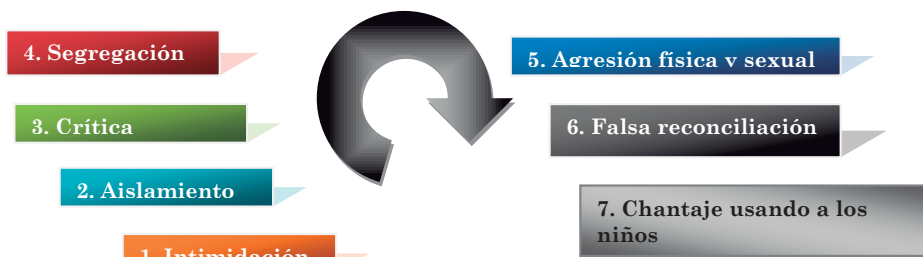 4. Segregación
5. Agresión física y sexual
3. Crítica
6. Falsa reconciliación
2. Aislamiento
7. Chantaje usando a los
niños
1. Intimidación